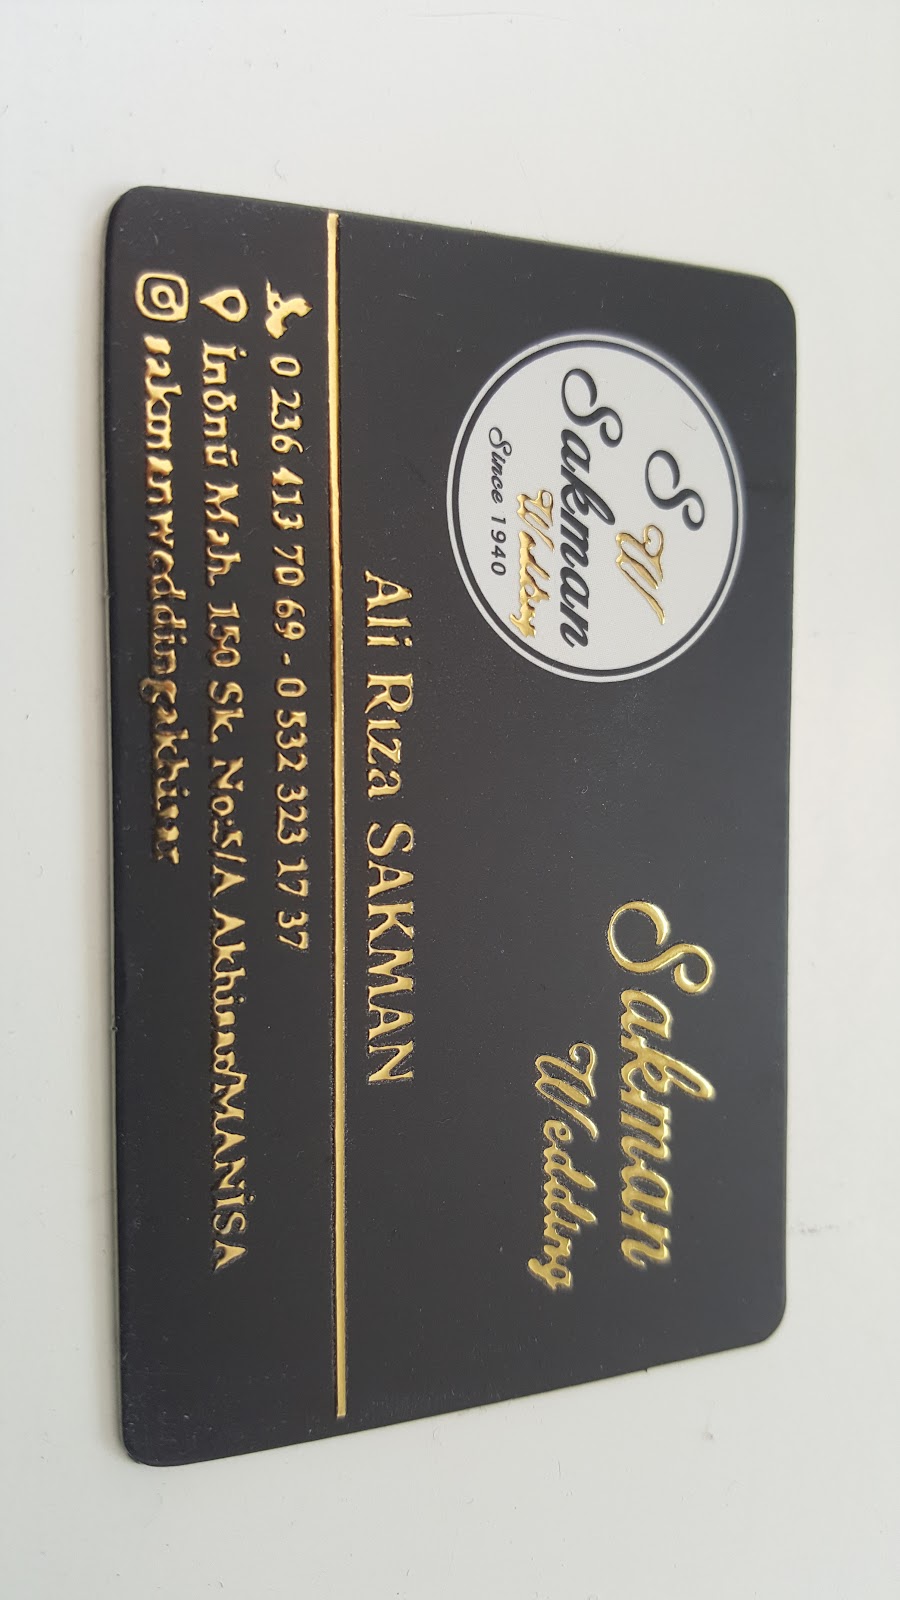 S W
Sakman
Wedding
Since 1940
Sakman
Wedding
Ali Rıza SAKMAN
0 236 413 70 69 - 0 532 323 17 37
İnönü Mah. 150 Sk. No:5/A Akhisar/MANİSA
sakmanweddingakhisar